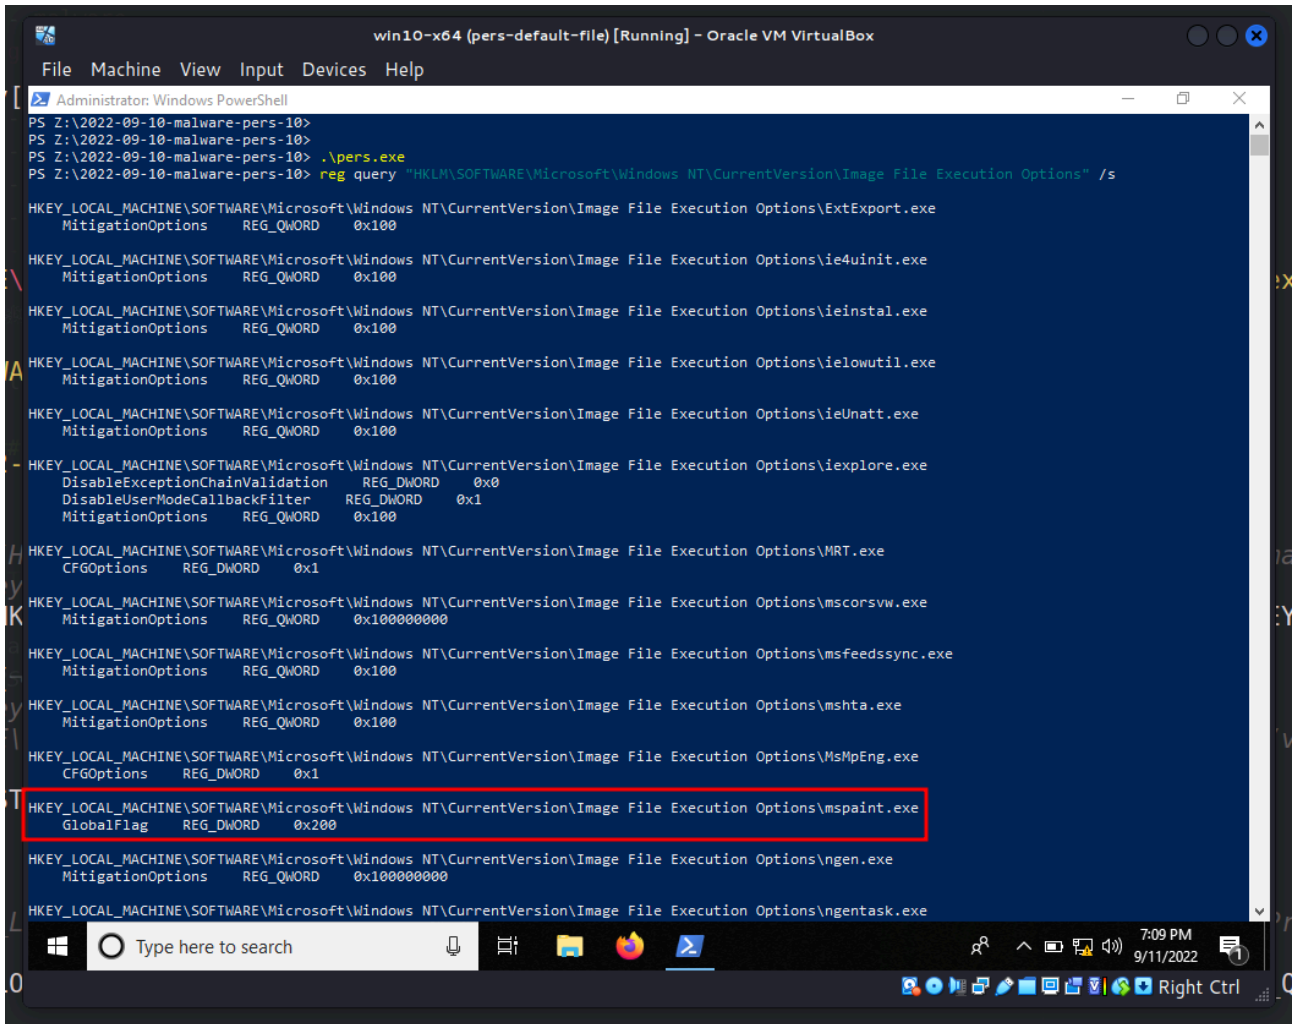 win10-x64 (pers-default-file) [Running] - Oracle VM VirtualBox
File Machine View Input Devices Help
Administrator: Windows PowerShell
PS Z:\2022-09-10-malware-pers-10>
PS Z:\2022-09-10-malware-pers-10>
PS Z:\2022-09-10-malware-pers-10> .\pers.exe
PS Z:\2022-09-10-malware-pers-10> reg query "HKLM\SOFTWARE\Microsoft\Windows NT\CurrentVersion\Image File Execution Options" /s
HKEY_LOCAL_MACHINE\SOFTWARE\Microsoft\Windows NT\CurrentVersion\Image File Execution Options\ExtExport.exe
MitigationOptions REG_QWORD 0x100
HKEY_LOCAL_MACHINE\SOFTWARE\Microsoft\Windows NT\CurrentVersion\Image File Execution Options\ie4uinit.exe
MitigationOptions REG_QWORD 0x100
HKEY_LOCAL_MACHINE\SOFTWARE\Microsoft\Windows NT\CurrentVersion\Image File Execution Options\ieinstal.exe
MitigationOptions REG_QWORD 0x100
HKEY_LOCAL_MACHINE\SOFTWARE\Microsoft\Windows NT\CurrentVersion\Image File Execution Options\ielowutil.exe
MitigationOptions REG_QWORD 0x100
HKEY_LOCAL_MACHINE\SOFTWARE\Microsoft\Windows NT\CurrentVersion\Image File Execution Options\ieUnatt.exe
MitigationOptions REG_QWORD 0x100
HKEY_LOCAL_MACHINE\SOFTWARE\Microsoft\Windows NT\CurrentVersion\Image File Execution Options\iexplore.exe
DisableExceptionChainValidation REG_DWORD 0x0
DisableUserModeCallbackFilter REG_DWORD 0x1
MitigationOptions REG_QWORD 0x100
HKEY_LOCAL_MACHINE\SOFTWARE\Microsoft\Windows NT\CurrentVersion\Image File Execution Options\MRT.exe
CFGOptions REG_DWORD 0x1
HKEY_LOCAL_MACHINE\SOFTWARE\Microsoft\Windows NT\CurrentVersion\Image File Execution Options\mscorsvw.exe
MitigationOptions REG_QWORD 0x100000000
HKEY_LOCAL_MACHINE\SOFTWARE\Microsoft\Windows NT\CurrentVersion\Image File Execution Options\msfeedssync.exe
MitigationOptions REG_QWORD 0x100
HKEY_LOCAL_MACHINE\SOFTWARE\Microsoft\Windows NT\CurrentVersion\Image File Execution Options\mshta.exe
MitigationOptions REG_QWORD 0x100
HKEY_LOCAL_MACHINE\SOFTWARE\Microsoft\Windows NT\CurrentVersion\Image File Execution Options\MsMpEng.exe
CFGOptions REG_DWORD 0x1
HKEY_LOCAL_MACHINE\SOFTWARE\Microsoft\Windows NT\CurrentVersion\Image File Execution Options\mspaint.exe
GlobalFlag REG_DWORD 0x200
HKEY_LOCAL_MACHINE\SOFTWARE\Microsoft\Windows NT\CurrentVersion\Image File Execution Options\ngen.exe
MitigationOptions REG_QWORD 0x100000000
HKEY_LOCAL_MACHINE\SOFTWARE\Microsoft\Windows NT\CurrentVersion\Image File Execution Options\ngentask.exe
Type here to search
7:09 PM
9/11/2022
1
Right Ctrl